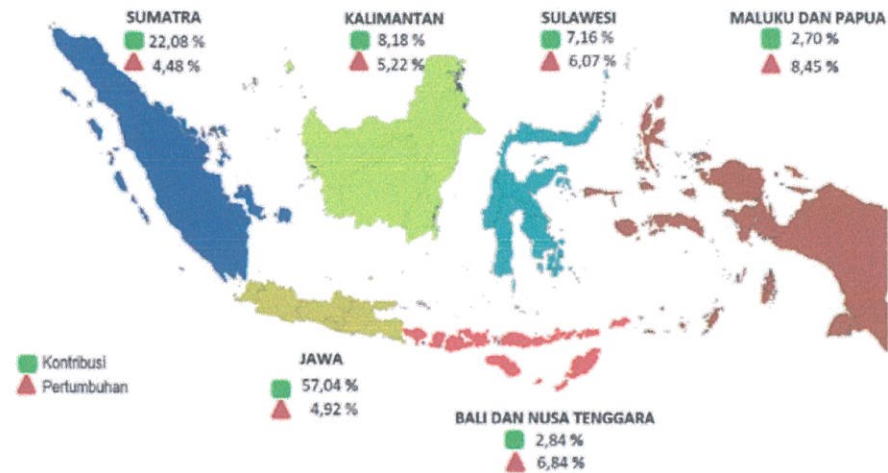 SUMATRA
22,08 %
4,48 %
KALIMANTAN
8,18 %
5,22 %
SULAWESI
7,16 %
6,07 %
MALUKU DAN PAPUA
2,70 %
8,45 %
Kontribusi
Pertumbuhan
JAWA
57,04 %
4,92 %
BALI DAN NUSA TENGGARA
2,84 %
6,84 %